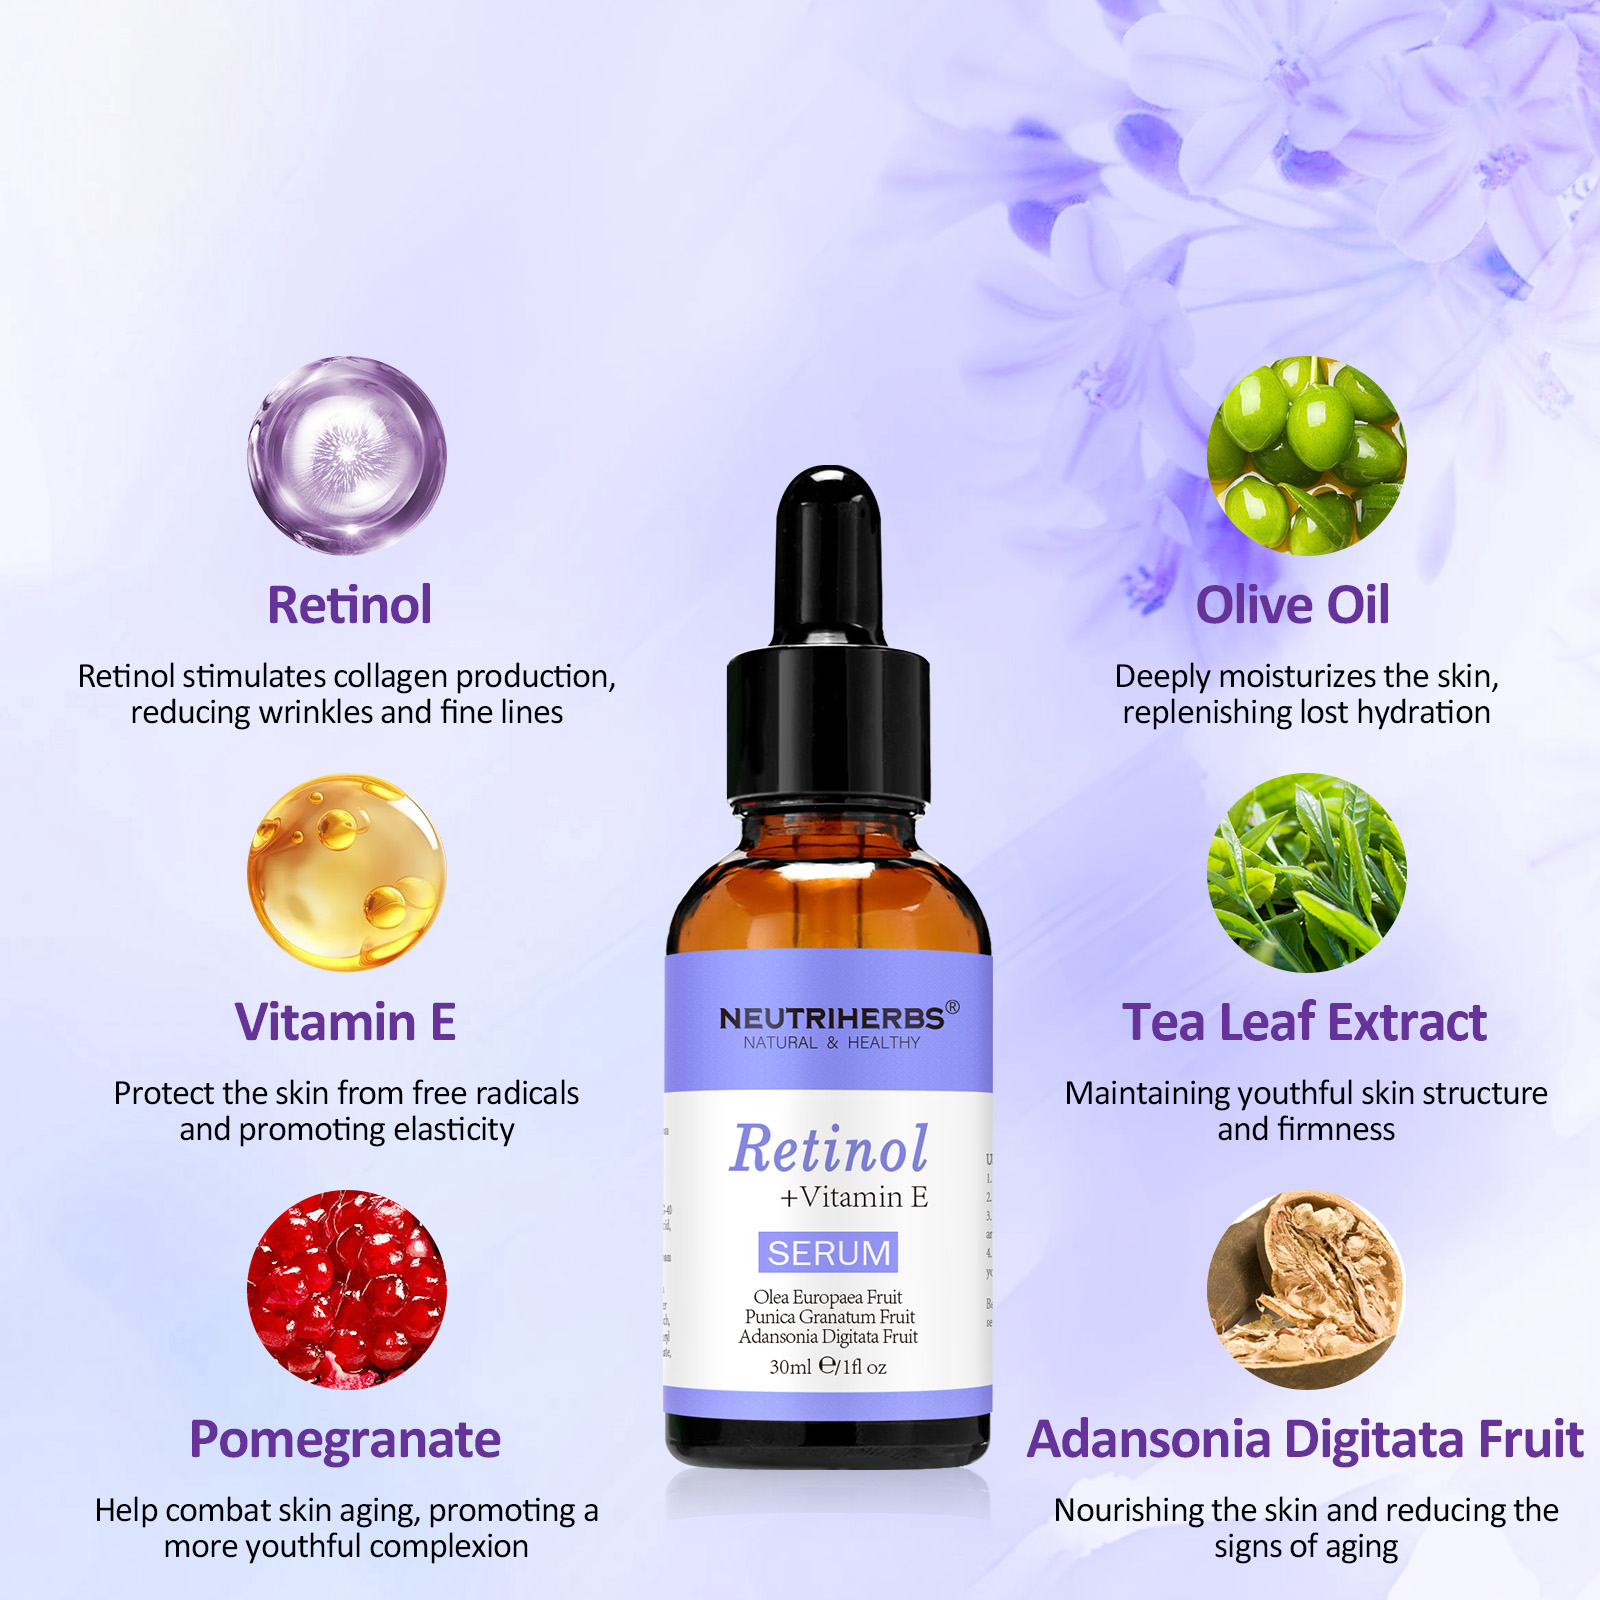 Retinol
Retinol stimulates collagen production,
reducing wrinkles and fine lines
Vitamin E
Protect the skin from free radicals
and promoting elasticity
Pomegranate
Help combat skin aging, promoting a
more youthful complexion
NEUTRIHERBS®
NATURAL & HEALTHY
Retinol
+Vitamin E
SERUM
Olea Europaea Fruit
Punica Granatum Fruit
Adansonia Digitata Fruit
30ml ℮/1fl oz
Olive Oil
Deeply moisturizes the skin,
replenishing lost hydration
Tea Leaf Extract
Maintaining youthful skin structure
and firmness
Adansonia Digitata Fruit
Nourishing the skin and reducing the
signs of aging